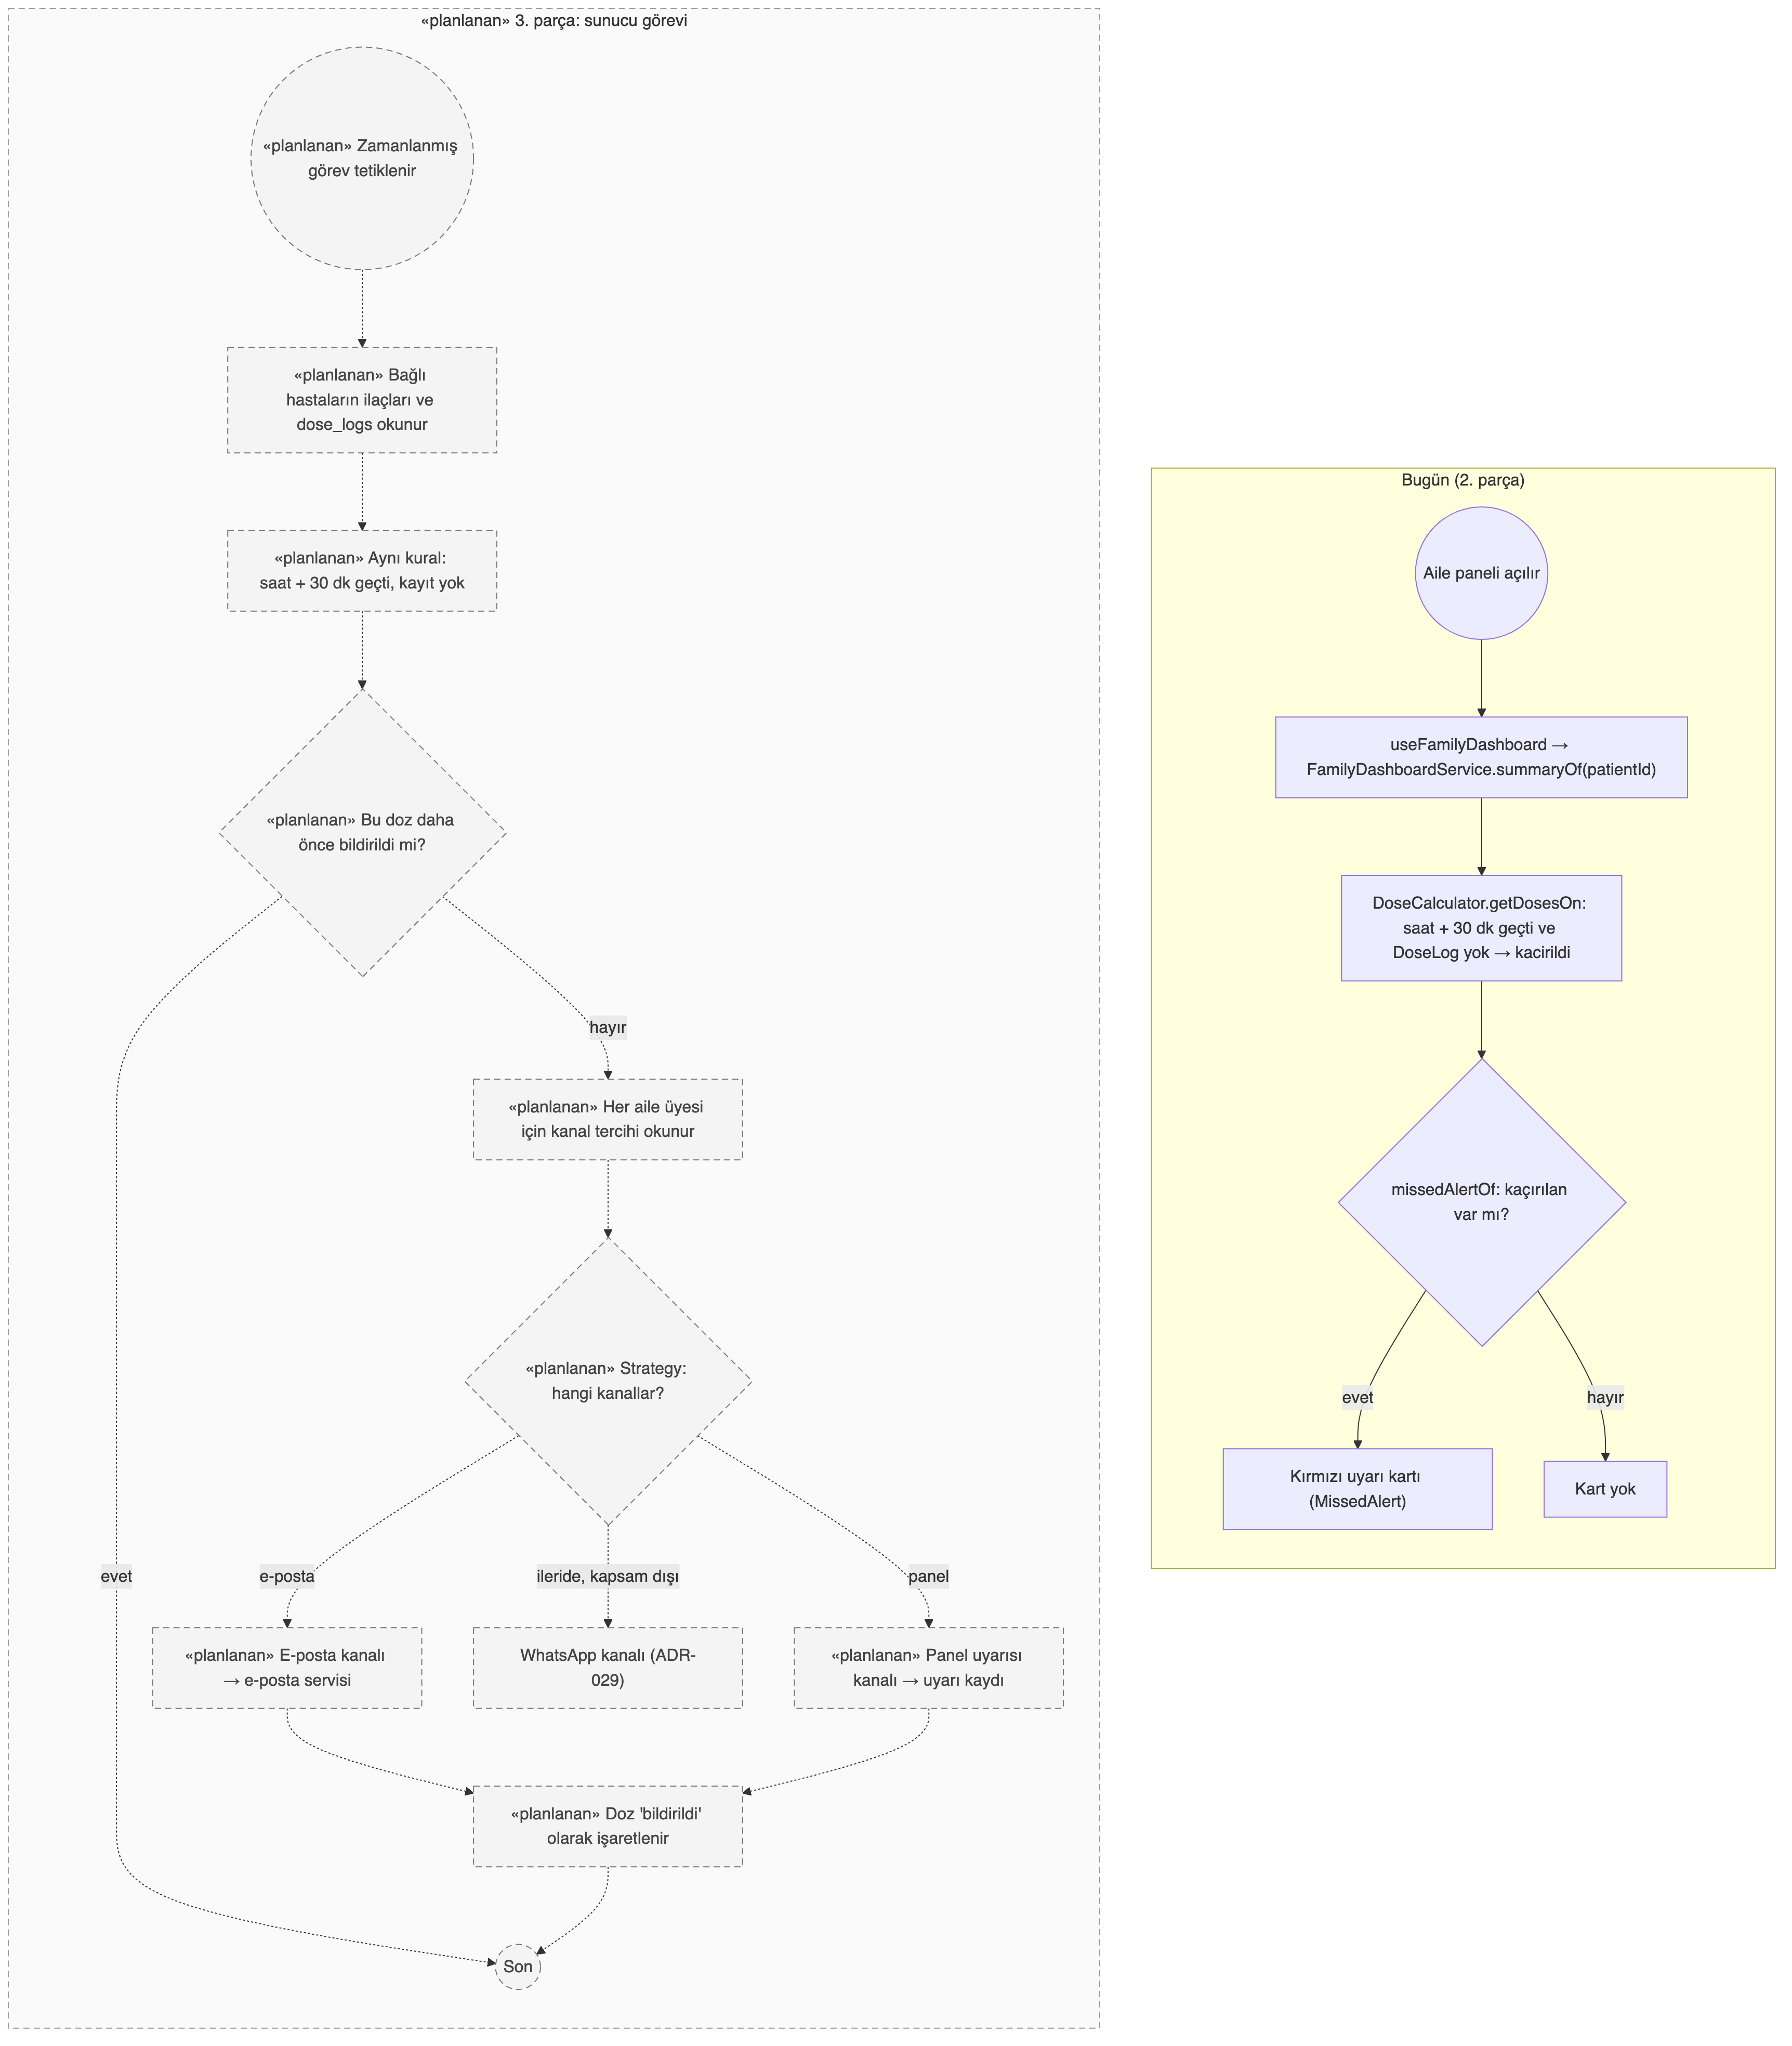 «planlanan» 3. parça: sunucu görevi
«planlanan» Zamanlanmış
görev tetiklenir
«planlanan» Bağlı
hastaların ilaçları ve
dose_logs okunur
«planlanan» Aynı kural:
saat + 30 dk geçti, kayıt yok
«planlanan» Bu doz daha
önce bildirildi mi?
hayır
«planlanan» Her aile üyesi
için kanal tercihi okunur
«planlanan» Strategy:
hangi kanallar?
evet
e-posta
ileride, kapsam dışı
panel
«planlanan» E-posta kanalı
→ e-posta servisi
WhatsApp kanalı (ADR-
029)
«planlanan» Panel uyarısı
kanalı → uyarı kaydı
«planlanan» Doz 'bildirildi'
olarak işaretlenir
Son
Bugün (2. parça)
Aile paneli açılır
useFamilyDashboard →
FamilyDashboardService.summaryOf(patientId)
DoseCalculator.getDosesOn:
saat + 30 dk geçti ve
DoseLog yok → kacirildi
missedAlertOf: kaçırılan
var mı?
evet
hayır
Kırmızı uyarı kartı
(MissedAlert)
Kart yok